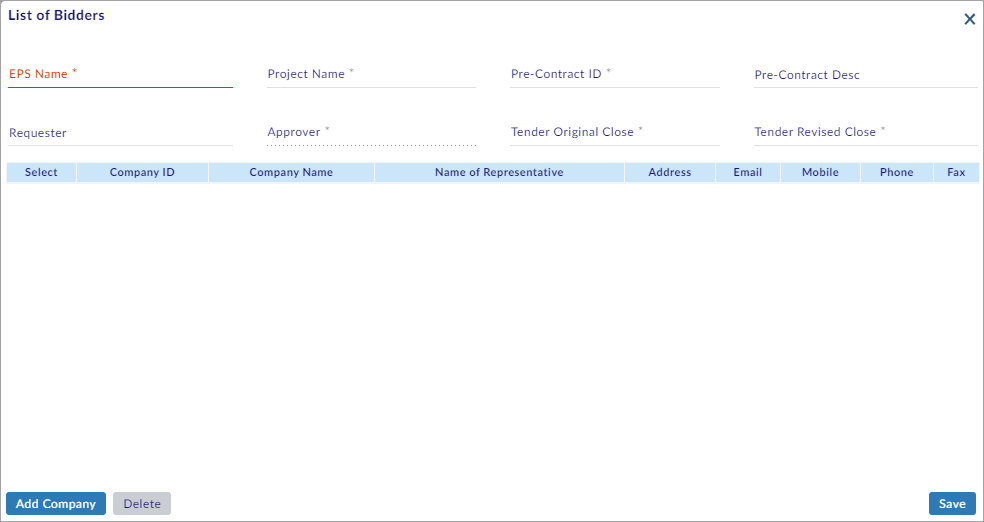 List of Bidders
EPS Name * Project Name * Pre-Contract ID * Pre-Contract Desc
Requester Approver * Tender Original Close * Tender Revised Close *
Select Company ID Company Name Name of Representative Address Email Mobile Phone Fax
Add Company Delete Save